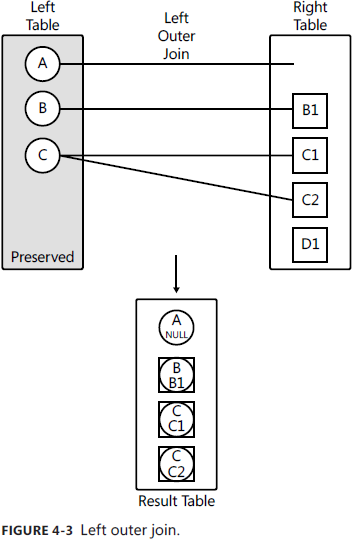 Left
Table
Left
Outer
Join
Right
Table
A
B
B1
C
C1
C2
Preserved
D1
A
NULL
B
B1
C
C1
C
C2
Result Table
FIGURE 4-3 Left outer join.